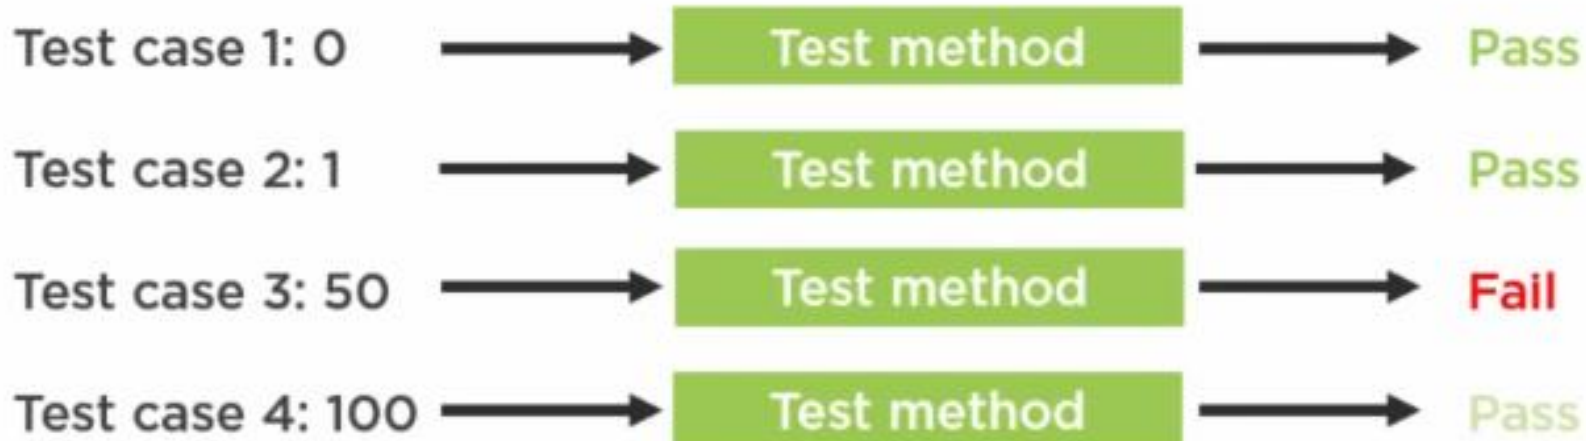 Test case 1: 0 Test method Pass
Test case 2: 1 Test method Pass
Test case 3: 50 Test method Fail
Test case 4: 100 Test method Pass